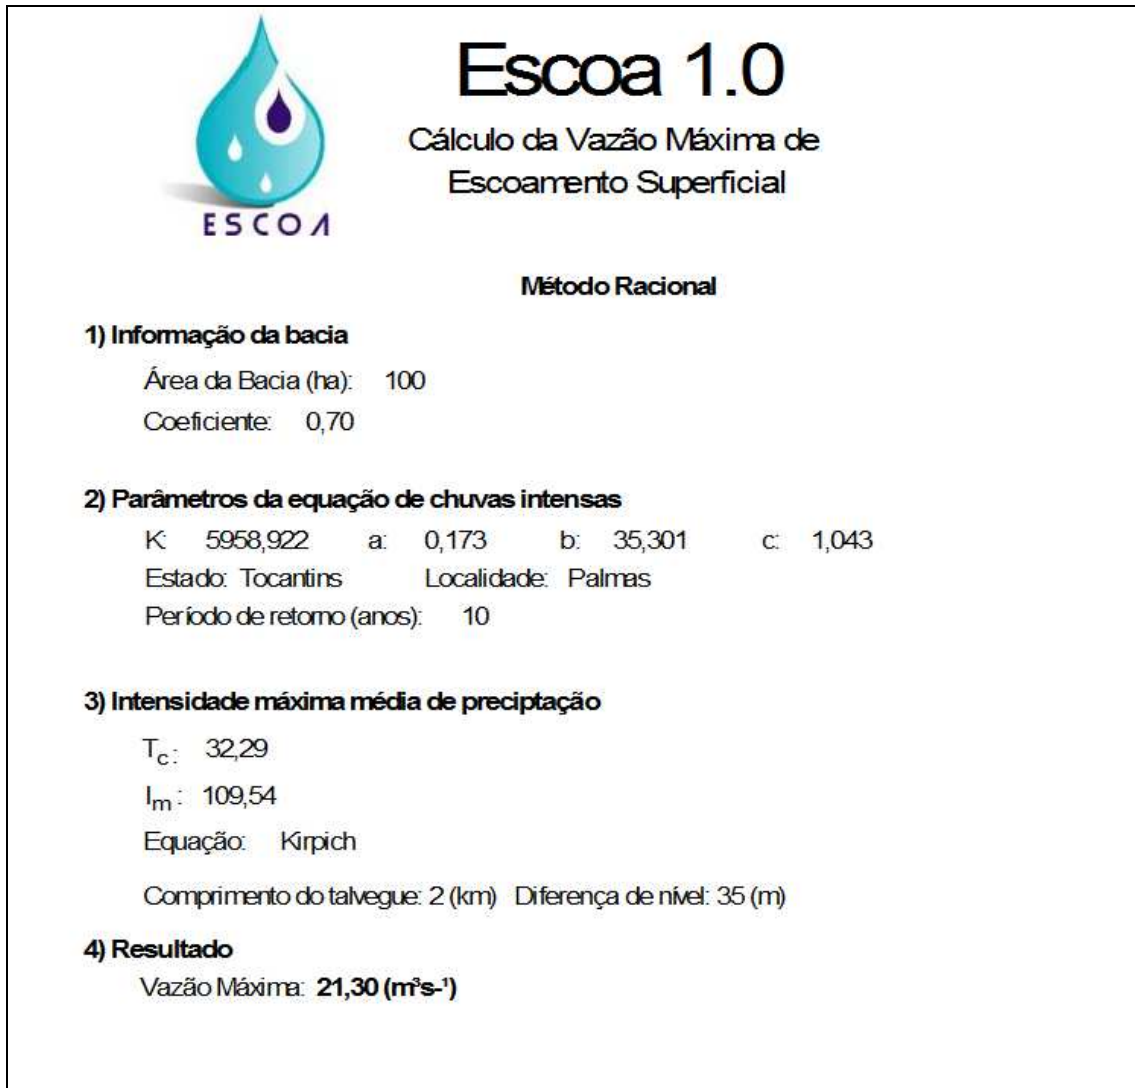 Escoa 1.0
Cálculo da Vazão Máxima de
Escoamento Superficial
ESCOA
Método Racional
1) Informação da bacia
Área da Bacia (ha): 100
Coeficiente: 0,70
2) Parâmetros da equação de chuvas intensas
K: 5958,922 a: 0,173 b: 35,301 c: 1,043
Estado: Tocantins Localidade: Palmas
Período de retorno (anos): 10
3) Intensidade máxima média de preciptação
Tc: 32,29
Im: 109,54
Equação: Kirpich
Comprimento do talvegue: 2 (km) Diferença de nível: 35 (m)
4) Resultado
Vazão Máxima: 21,30 (m³s-¹)